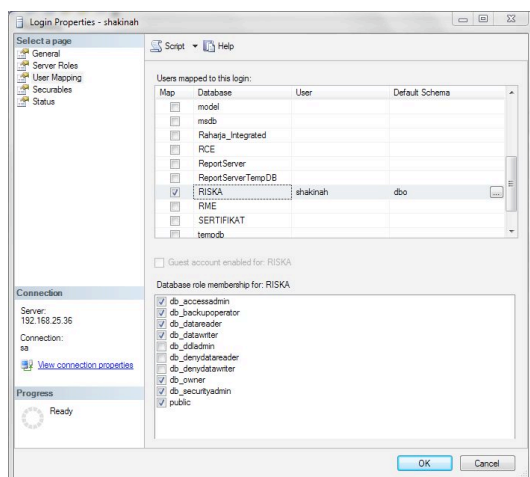 Login Properties - shakinah
Select a page
General
Server Roles
User Mapping
Securables
Status
Script
Help
Users mapped to this login:
Map Database User Default Schema
model
msdb
Raharja_Integrated
RCE
ReportServer
ReportServerTempDB
RISKA shakinah dbo ...
RME
SERTIFIKAT
tempdb
Guest account enabled for: RISKA
Database role membership for: RISKA
db_accessadmin
db_backupoperator
db_datareader
db_datawriter
db_ddladmin
db_denydatareader
db_denydatawriter
db_owner
db_securityadmin
public
Connection
Server:
192.168.25.36
Connection:
sa
View connection properties
Progress
Ready
OK Cancel